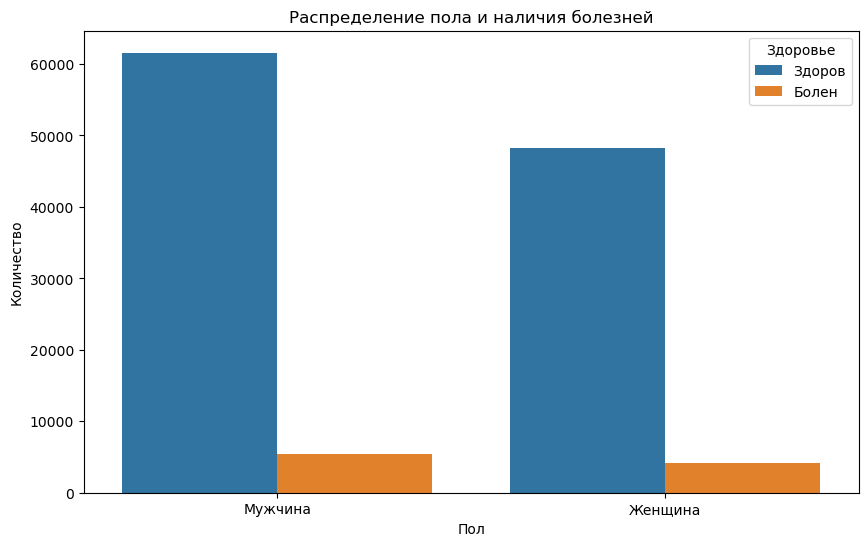 Распределение пола и наличия болезней
Здоровье
Здоров
Болен
60000
50000
40000
30000
20000
10000
0
Количество
Мужчина
Женщина
Пол